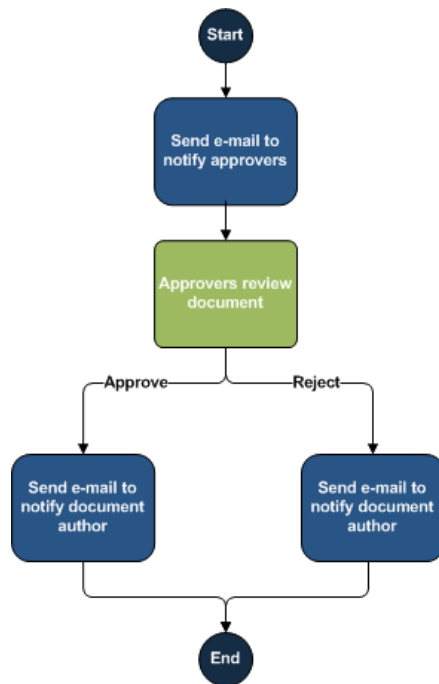 Start
Send e-mail to
notify approvers
Approvers review
document
Approve
Reject
Send e-mail to
notify document
author
Send e-mail to
notify document
author
End